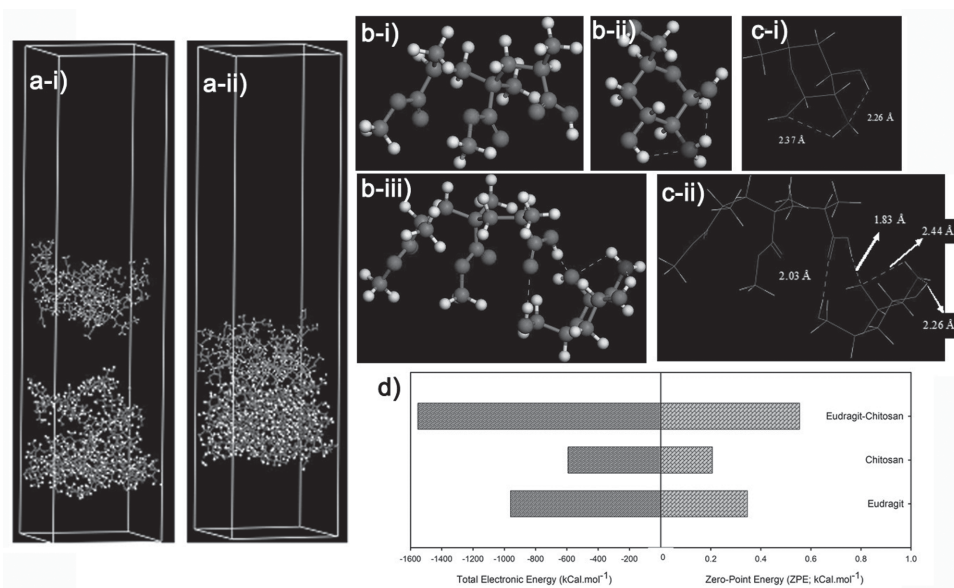 a-i)
a-ii)
b-i)
b-ii)
c-i)
2.37
2.26
b-iii)
c-ii)
1.83 Å
2.44 Å
2.03 Å
2.26 Å
d)
Eudragit-Chitosan
Chitosan
Eudragit
-1600 -1400 -1200 -1000 -800 -600 -400 -200 0 0.2 0.4 0.6 0.8 1.0
Total Electronic Energy (kCal.mol⁻¹) Zero-Point Energy (ZPE; kCal.mol⁻¹)